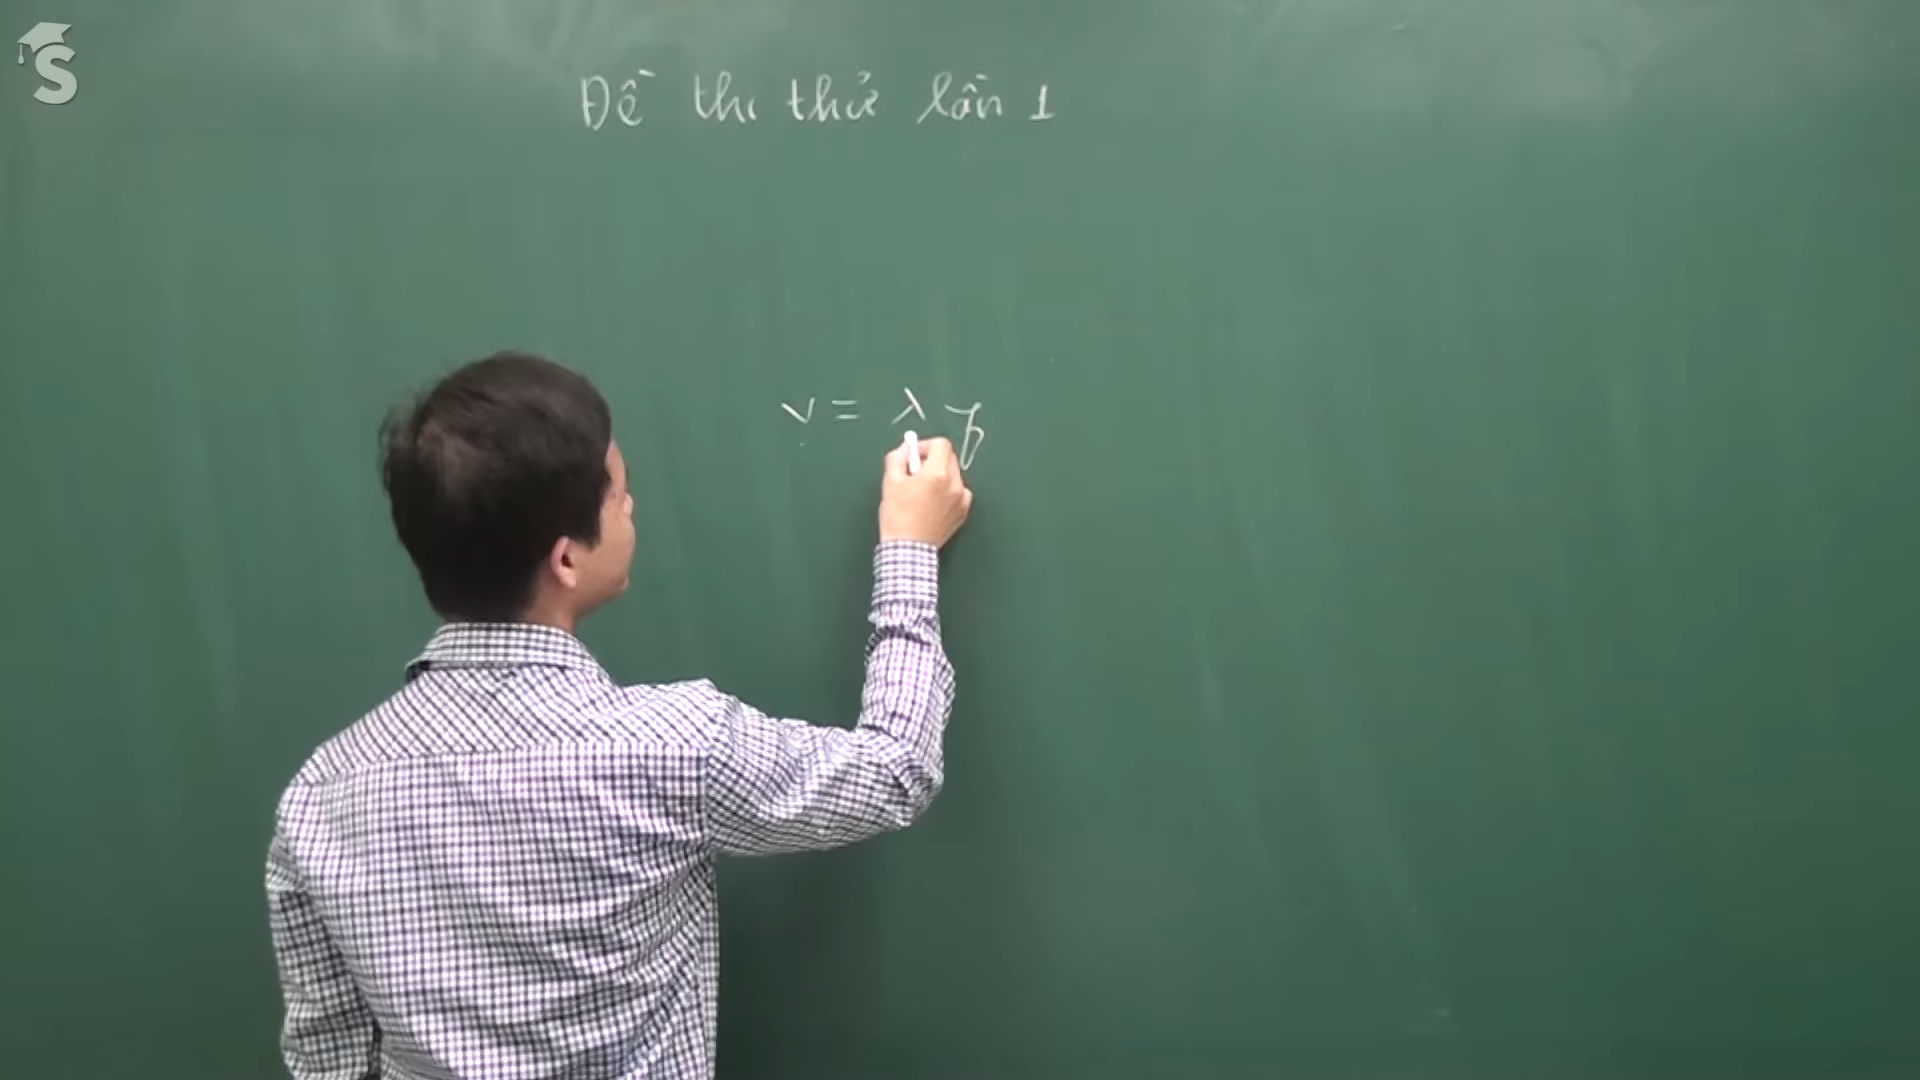 S
Đề thi thử lần 1
v = λf